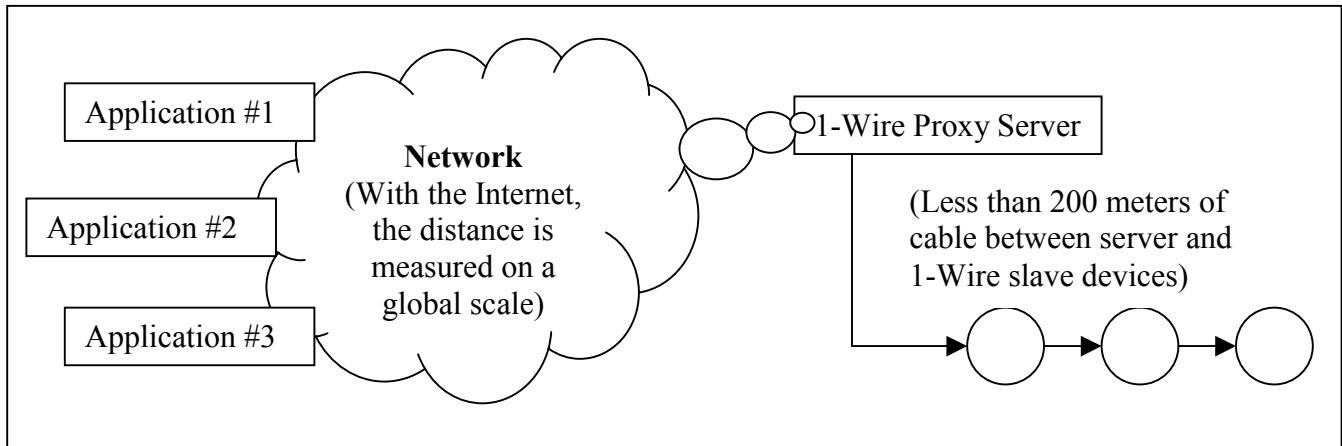 Application #1
Application #2
Application #3
Network
(With the Internet,
the distance is
measured on a
global scale)
1-Wire Proxy Server
(Less than 200 meters of
cable between server and
1-Wire slave devices)